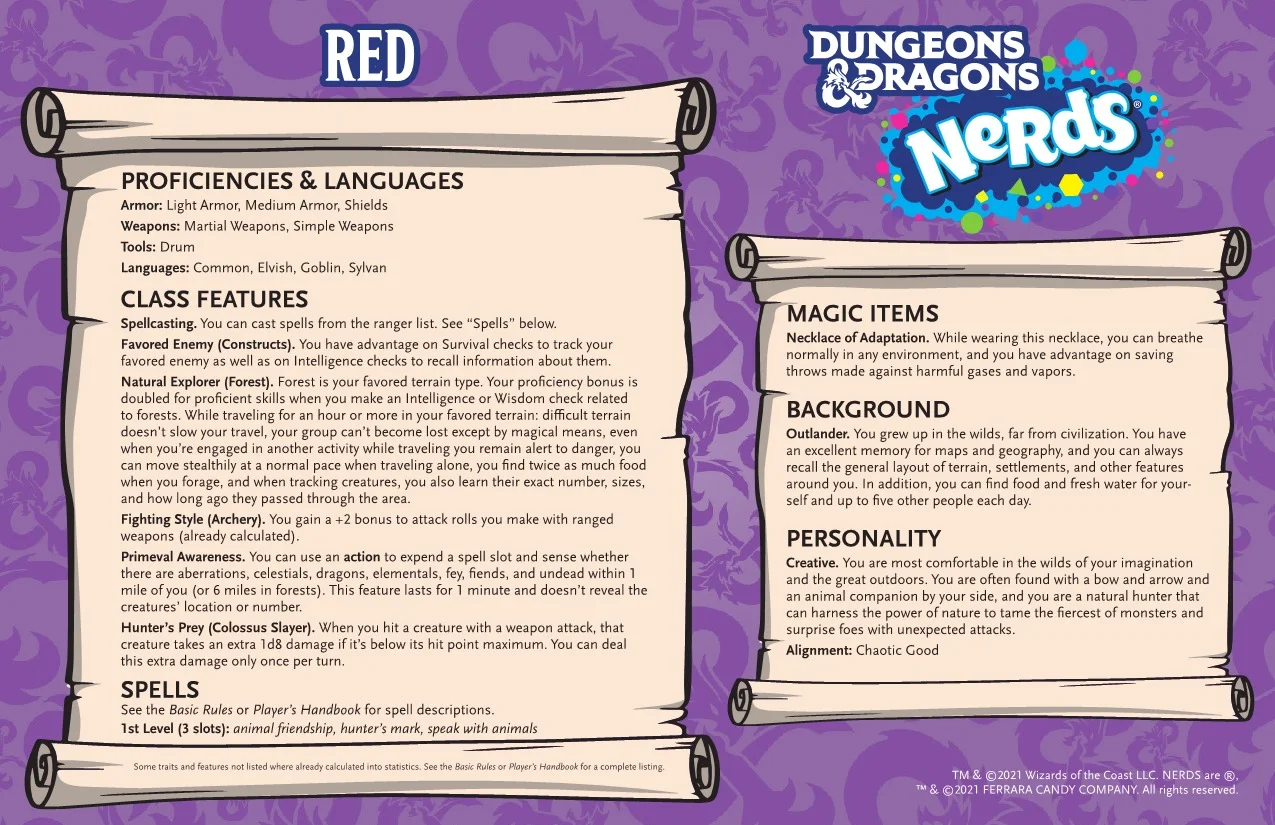 RED
PROFICIENCIES & LANGUAGES
Armor: Light Armor, Medium Armor, Shields
Weapons: Martial Weapons, Simple Weapons
Tools: Drum
Languages: Common, Elvish, Goblin, Sylvan
CLASS FEATURES
Spellcasting. You can cast spells from the ranger list. See “Spells” below.
Favored Enemy (Constructs). You have advantage on Survival checks to track your
favored enemy as well as on Intelligence checks to recall information about them.
Natural Explorer (Forest). Forest is your favored terrain type. Your proficiency bonus is
doubled for proficient skills when you make an Intelligence or Wisdom check related
to forests. While traveling for an hour or more in your favored terrain: difficult terrain
doesn’t slow your travel, your group can’t become lost except by magical means, even
when you’re engaged in another activity while traveling you remain alert to danger, you
can move stealthily at a normal pace when traveling alone, you find twice as much food
when you forage, and when tracking creatures, you also learn their exact number, sizes,
and how long ago they passed through the area.
Fighting Style (Archery). You gain a +2 bonus to attack rolls you make with ranged
weapons (already calculated).
Primeval Awareness. You can use an action to expend a spell slot and sense whether
there are aberrations, celestials, dragons, elementals, fey, fiends, and undead within 1
mile of you (or 6 miles in forests). This feature lasts for 1 minute and doesn’t reveal the
creatures’ location or number.
Hunter’s Prey (Colossus Slayer). When you hit a creature with a weapon attack, that
creature takes an extra 1d8 damage if it’s below its hit point maximum. You can deal
this extra damage only once per turn.
SPELLS
See the Basic Rules or Player’s Handbook for spell descriptions.
1st Level (3 slots): animal friendship, hunter’s mark, speak with animals
Some traits and features not listed where already calculated into statistics. See the Basic Rules or Player’s Handbook for a complete listing.
DUNGEONS
& DRAGONS
NeRdS®
MAGIC ITEMS
Necklace of Adaptation. While wearing this necklace, you can breathe
normally in any environment, and you have advantage on saving
throws made against harmful gases and vapors.
BACKGROUND
Outlander. You grew up in the wilds, far from civilization. You have
an excellent memory for maps and geography, and you can always
recall the general layout of terrain, settlements, and other features
around you. In addition, you can find food and fresh water for your-
self and up to five other people each day.
PERSONALITY
Creative. You are most comfortable in the wilds of your imagination
and the great outdoors. You are often found with a bow and arrow and
an animal companion by your side, and you are a natural hunter that
can harness the power of nature to tame the fiercest of monsters and
surprise foes with unexpected attacks.
Alignment: Chaotic Good
TM & ©2021 Wizards of the Coast LLC. NERDS are ®,
™ & ©2021 FERRARA CANDY COMPANY. All rights reserved.